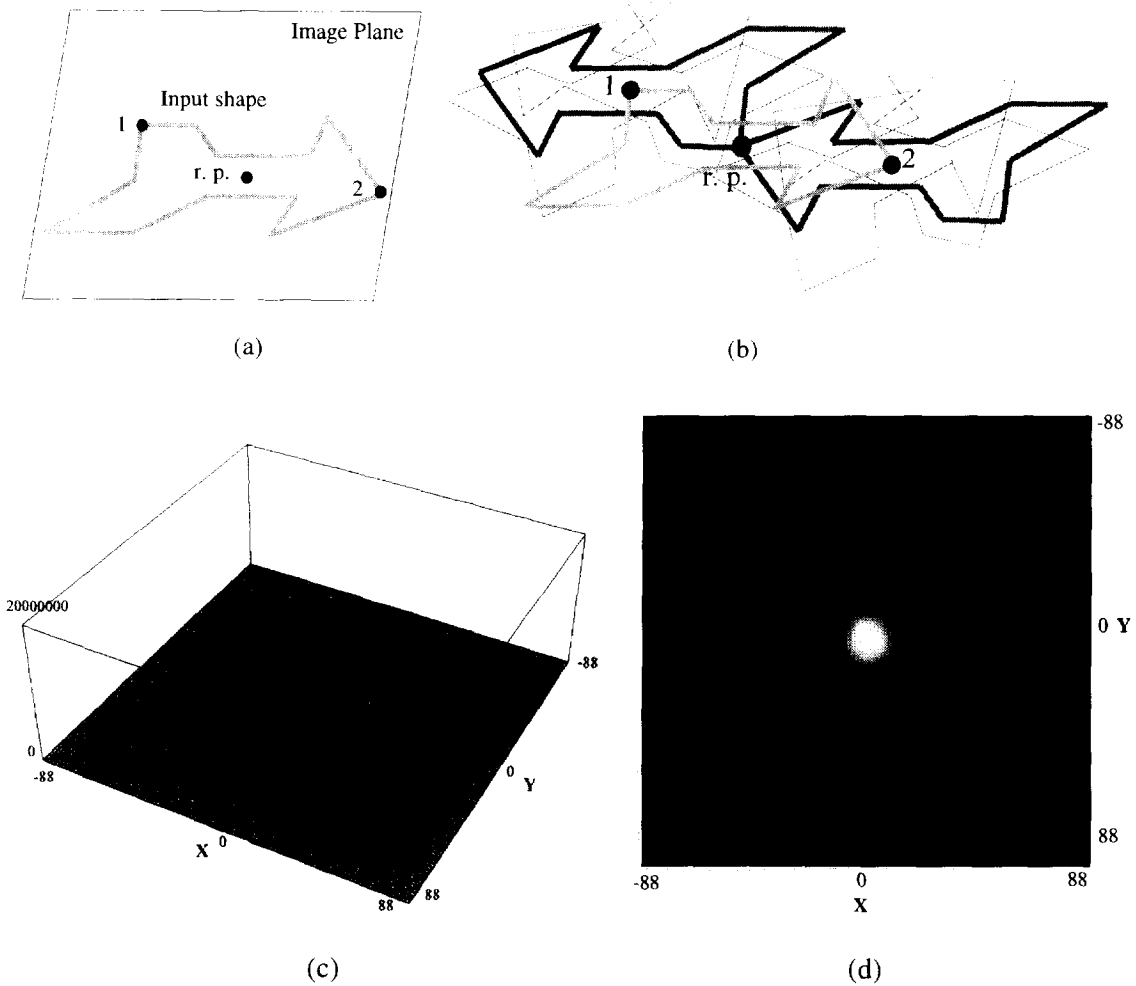 Image Plane
Input shape
1
r. p.
2
(a)
1
r. p.
2
(b)
20000000
0
-88
X
0
88
88
0
Y
-88
(c)
-88
0 Y
88
-88
0
88
X
(d)